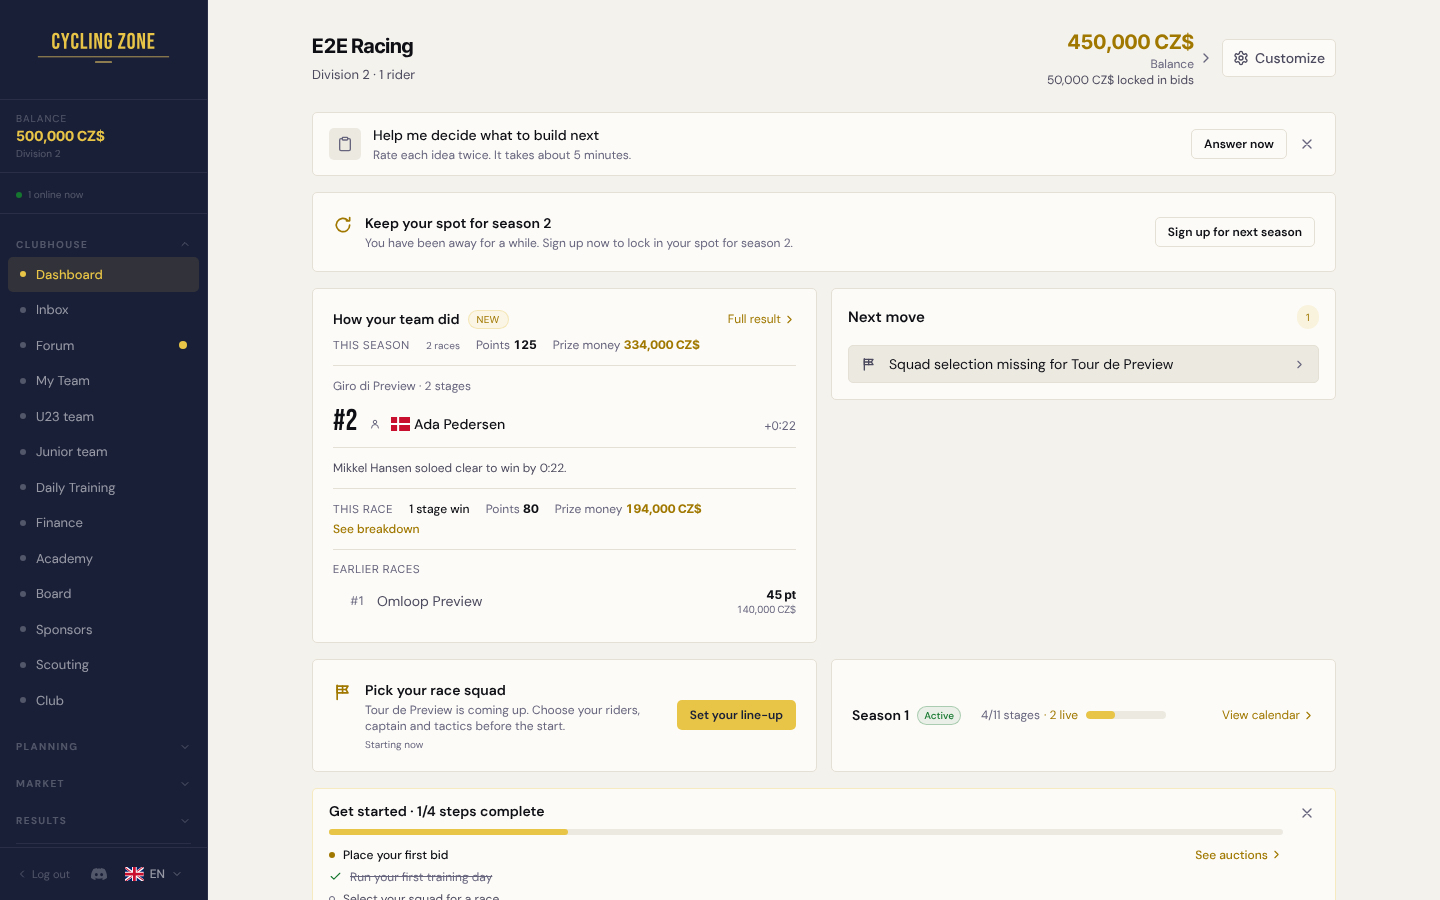 CYCLING ZONE
BALANCE
500,000 CZ$
Division 2
1 online now
CLUBHOUSE
Dashboard
Inbox
Forum
My Team
U23 team
Junior team
Daily Training
Finance
Academy
Board
Sponsors
Scouting
Club
PLANNING
MARKET
RESULTS
Log out
EN
E2E Racing
Division 2 · 1 rider
450,000 CZ$
Balance
50,000 CZ$ locked in bids
Customize
Help me decide what to build next
Rate each idea twice. It takes about 5 minutes.
Answer now
Keep your spot for season 2
You have been away for a while. Sign up now to lock in your spot for season 2.
Sign up for next season
How your team did NEW Full result
THIS SEASON 2 races Points 125 Prize money 334,000 CZ$
Giro di Preview · 2 stages
#2 Ada Pedersen +0:22
Mikkel Hansen soloed clear to win by 0:22.
THIS RACE 1 stage win Points 80 Prize money 194,000 CZ$
See breakdown
EARLIER RACES
#1 Omloop Preview 45 pt
140,000 CZ$
Next move 1
Squad selection missing for Tour de Preview
Pick your race squad
Tour de Preview is coming up. Choose your riders,
captain and tactics before the start.
Starting now
Set your line-up
Season 1 Active 4/11 stages · 2 live View calendar
Get started · 1/4 steps complete
Place your first bid See auctions
Run your first training day
Select your squad for a race